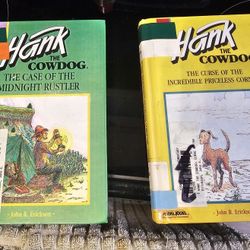 Hank
THE
COWDOG
THE CASE OF THE
MIDNIGHT RUSTLER
John R. Erickson
Hank
THE
COWDOG
THE CURSE OF THE
INCREDIBLE PRICELESS CORN
John R. Erickson